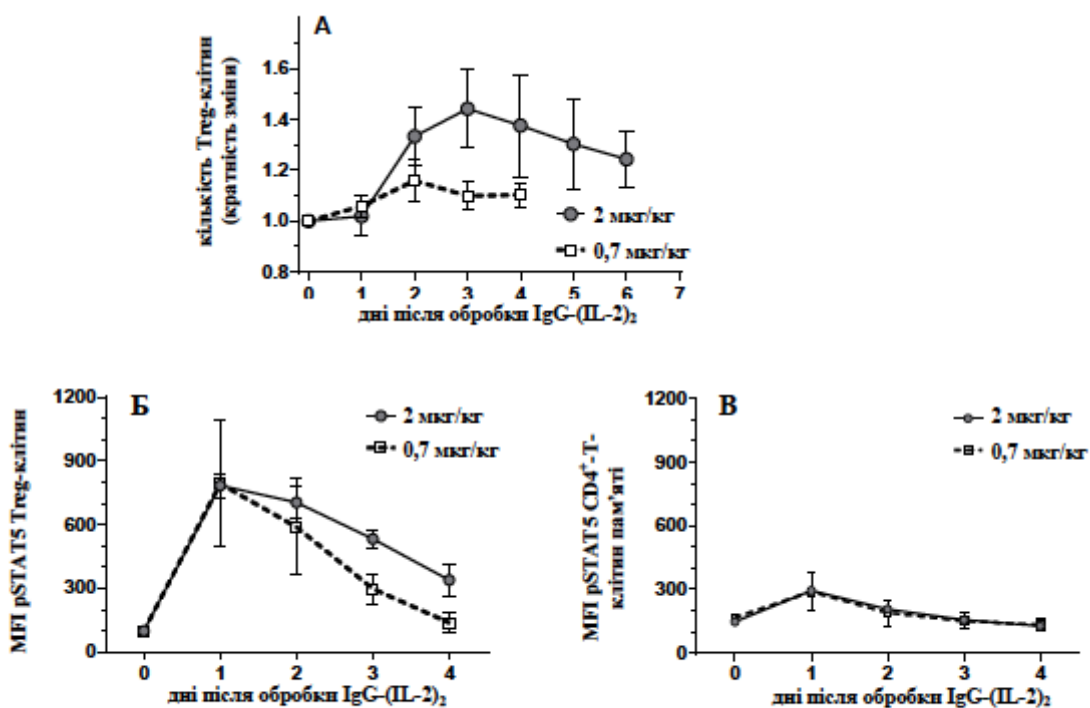 А
кількість Treg-клітин
(кратність зміни)
1.6
1.4
1.2
1.0
0.8
2 мкг/кг
0,7 мкг/кг
0 1 2 3 4 5 6 7
дні після обробки IgG-(IL-2)₂
Б
MFI pSTAT5 Treg-клітин
1200
900
600
300
0
2 мкг/кг
0,7 мкг/кг
0 1 2 3 4
дні після обробки IgG-(IL-2)₂
В
MFI pSTAT5 CD4⁺-T-
клітин пам'яті
1200
900
600
300
0
2 мкг/кг
0,7 мкг/кг
0 1 2 3 4
дні після обробки IgG-(IL-2)₂